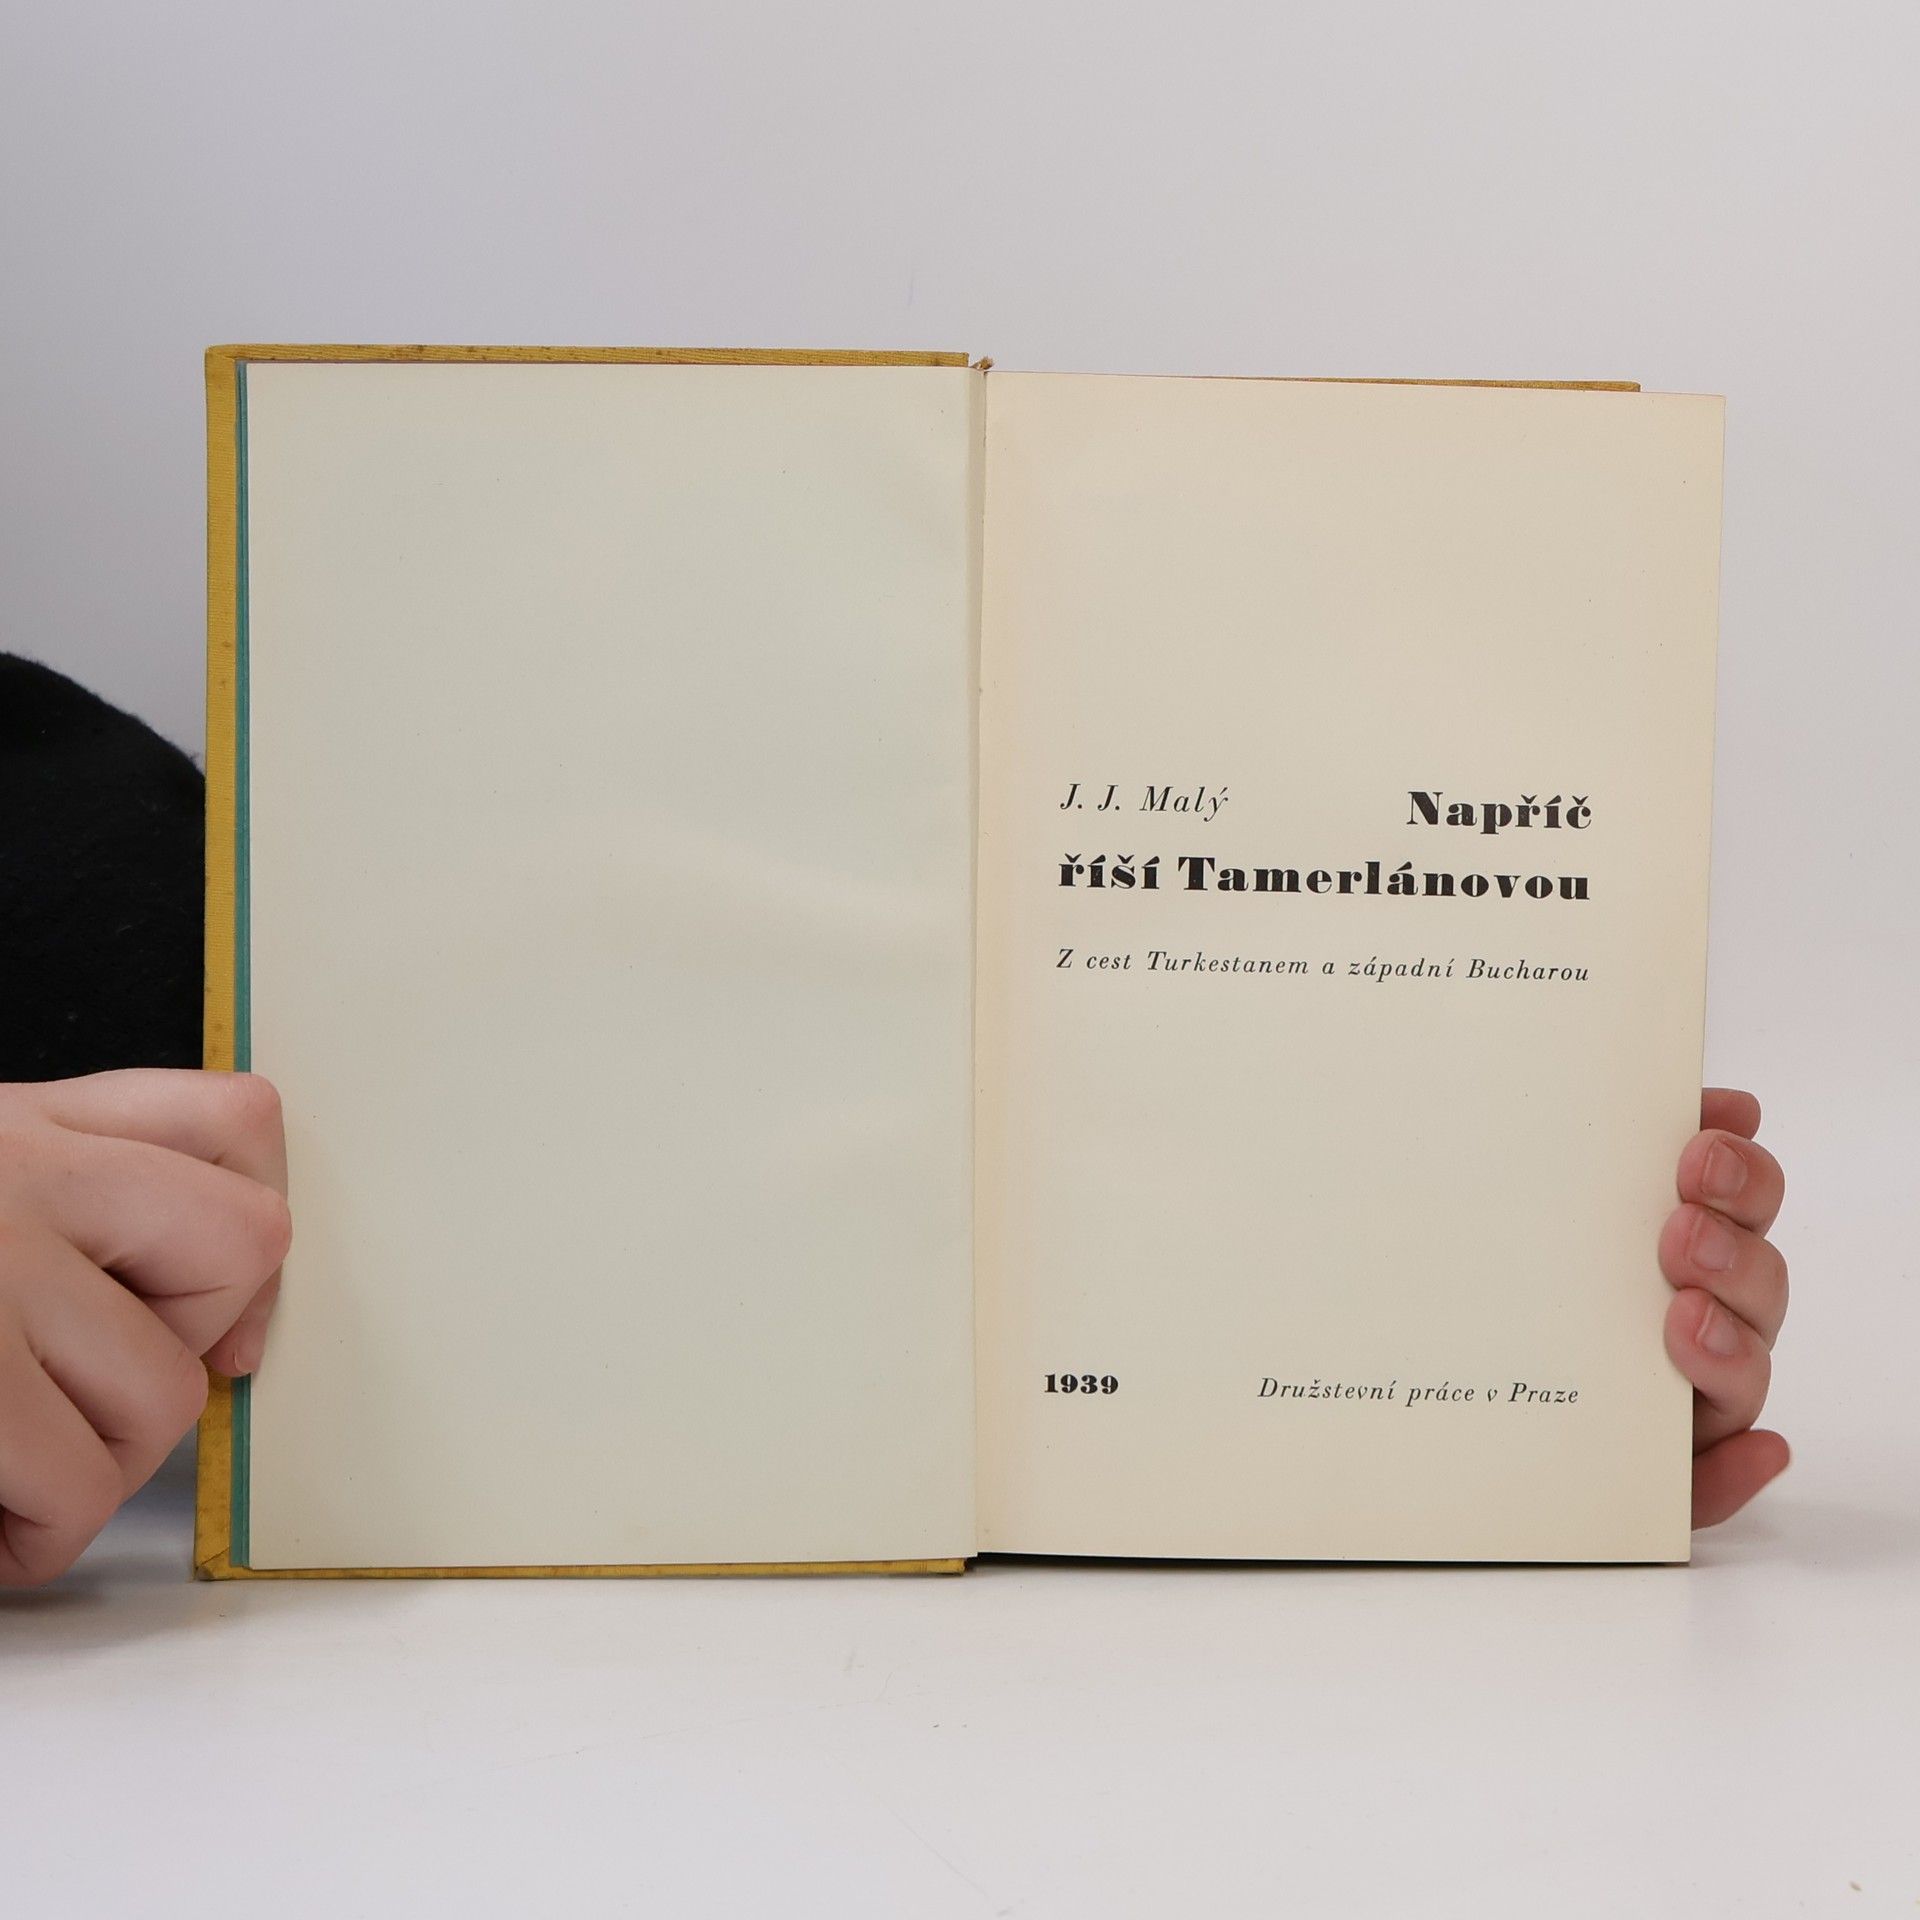 J. J. Malý Napříč
říší Tamerlánovou
Z cest Turkestanem a západní Bucharou
1939 Družstevní práce v Praze